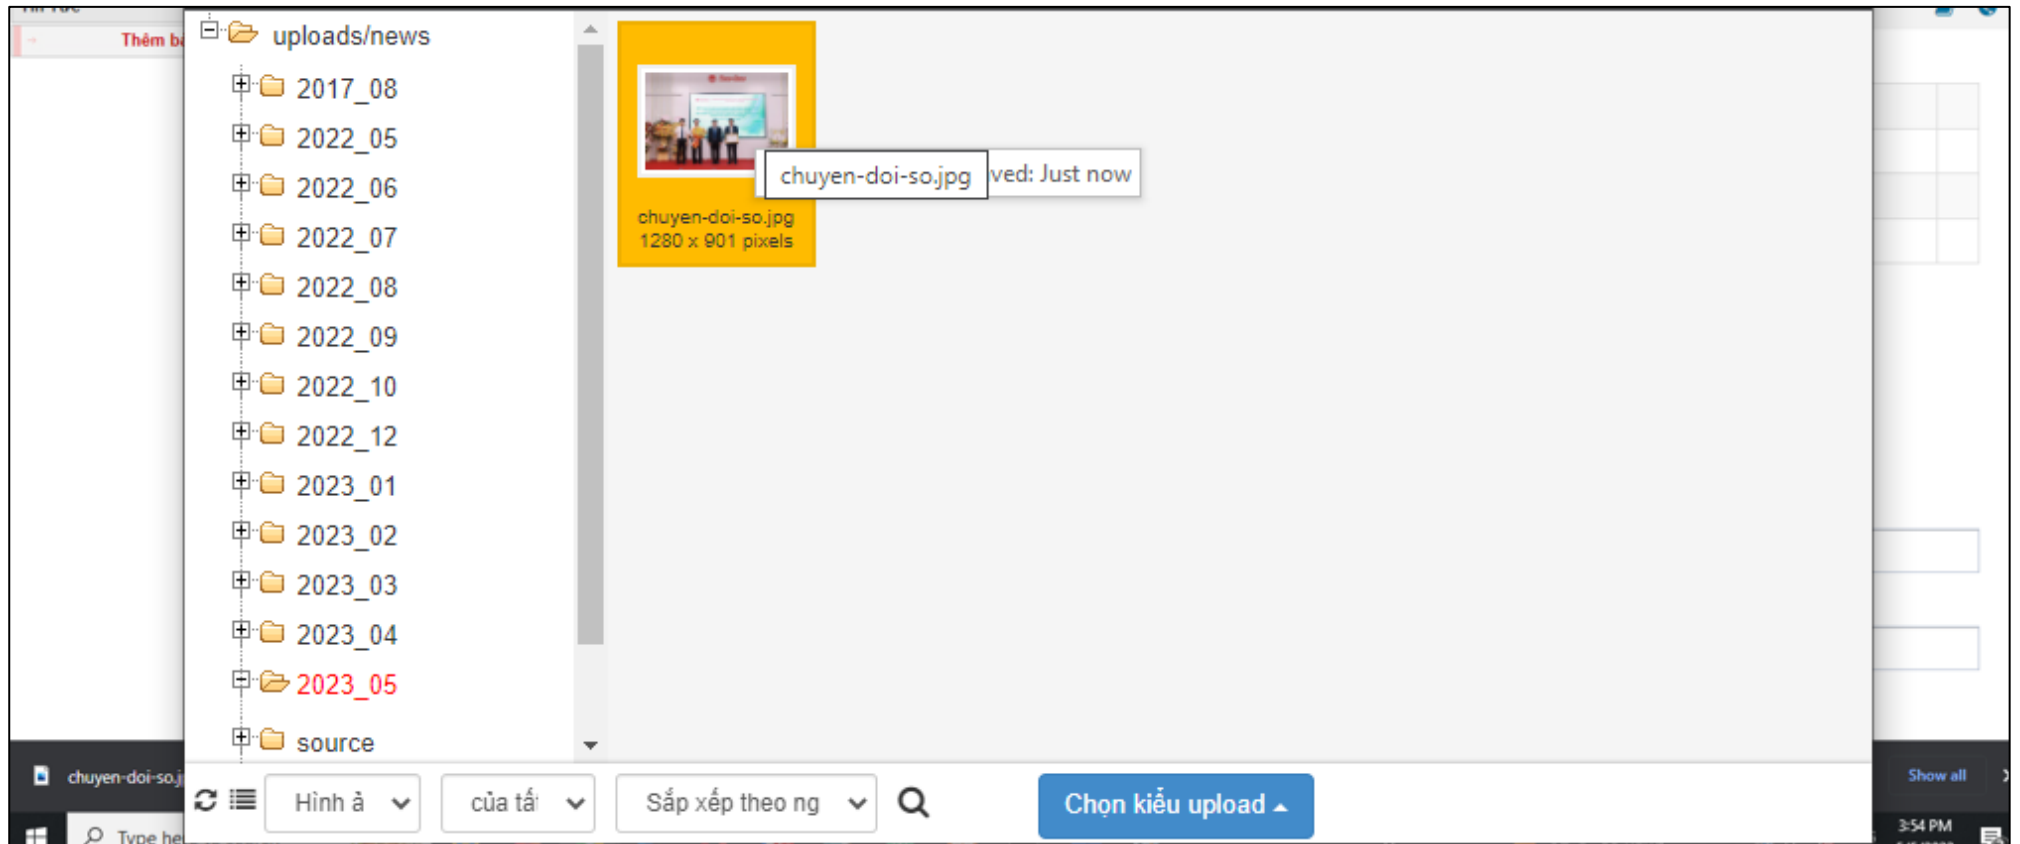 Thêm
uploads/news
2017_08
2022_05
2022_06
2022_07
2022_08
2022_09
2022_10
2022_12
2023_01
2023_02
2023_03
2023_04
2023_05
source
chuyen-doi-so.jpg
ved: Just now
chuyen-doi-so.jpg
1280 x 901 pixels
Hình ả
của tấ
Sắp xếp theo ng
Chọn kiểu upload
chuyen-doi-so.j
Show all
Type he
3:54 PM